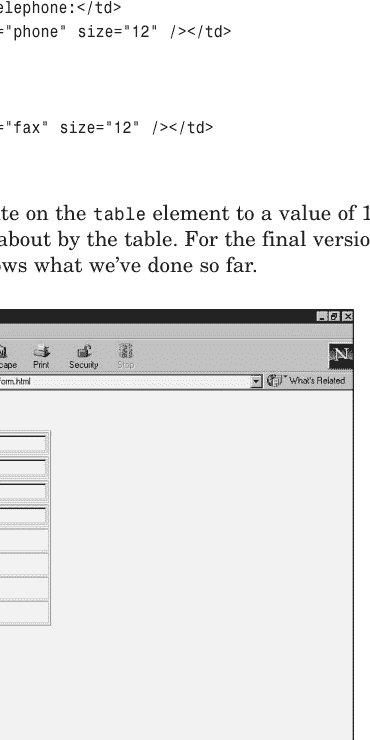 elephone:</td>
="phone" size="12" /></td>
="fax" size="12" /></td>
te on the table element to a value of 1
about by the table. For the final versio
ows what we've done so far.
cape Print Security Stop
form.html What's Related
N